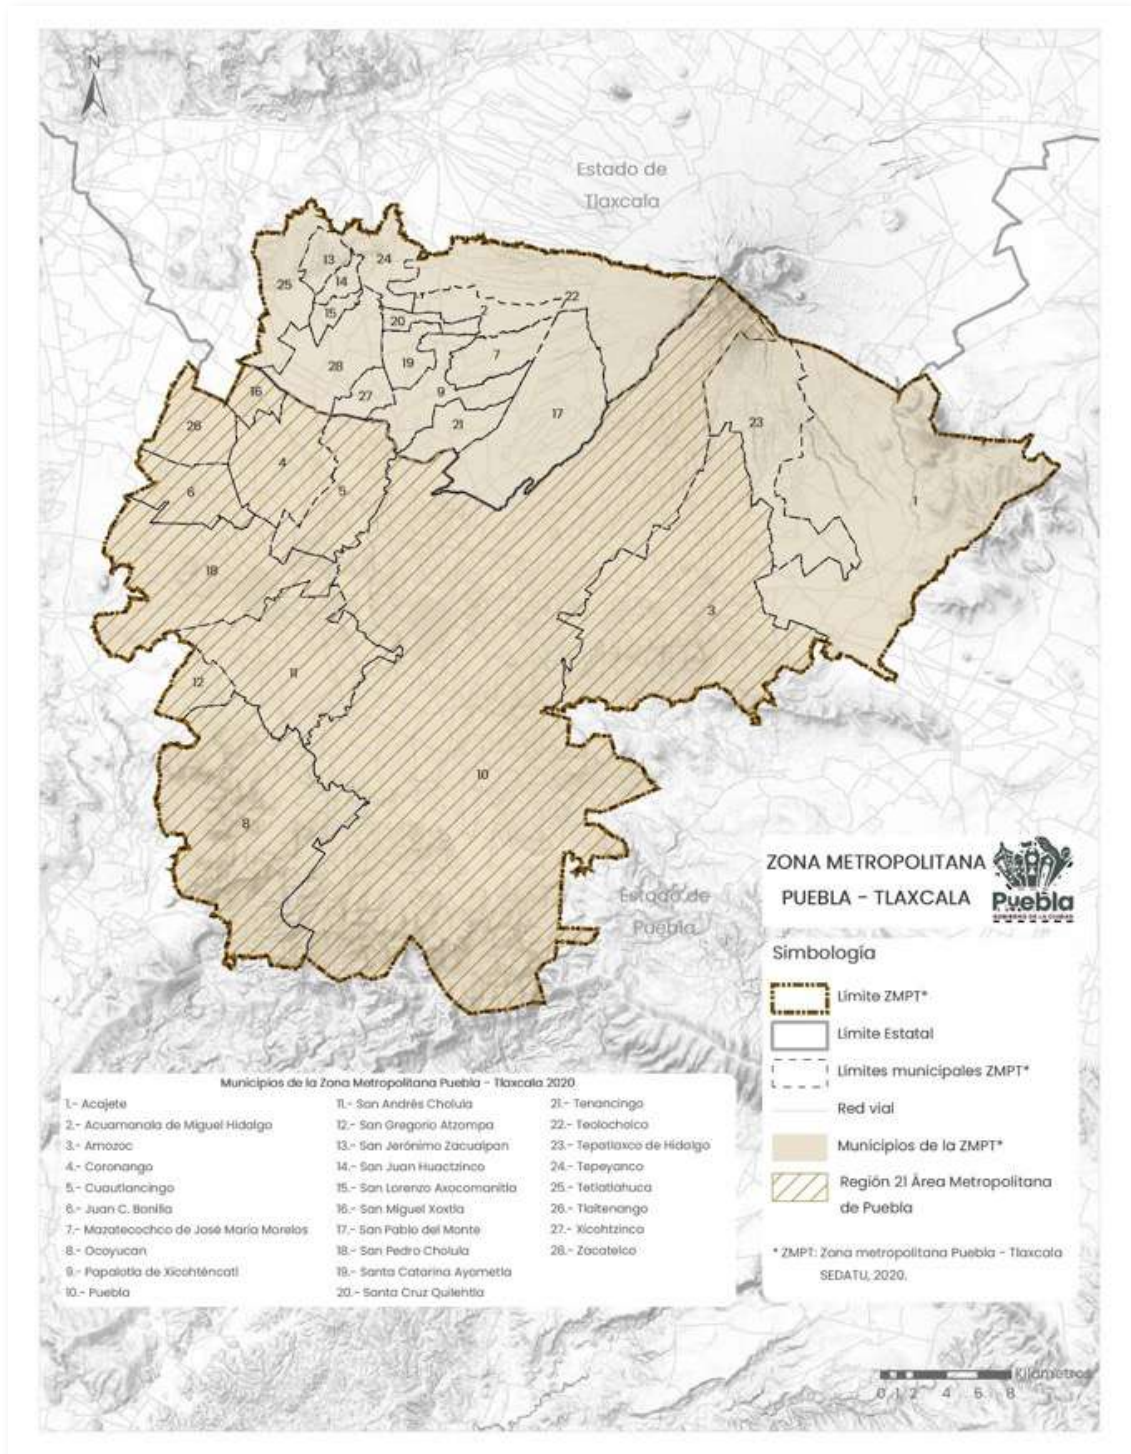 N
Estado de
Tlaxcala
13
24
25
14
22
15
2
20
7
19
28
16
27
9
17
21
23
26
4
5
6
1
18
3
11
12
10
8
Estado de
Puebla
ZONA METROPOLITANA
PUEBLA - TLAXCALA
Puebla
GOBIERNO DE LA CIUDAD
Simbología
Límite ZMPT*
Límite Estatal
Límites municipales ZMPT*
Red vial
Municipios de la ZMPT*
Región 21 Área Metropolitana
de Puebla
* ZMPT: Zona metropolitana Puebla - Tlaxcala
SEDATU, 2020.
Municipios de la Zona Metropolitana Puebla - Tlaxcala 2020
1.- Acajete
2.- Acuamanala de Miguel Hidalgo
3.- Amozoc
4.- Coronango
5.- Cuautlancingo
6.- Juan C. Bonilla
7.- Mazatecochco de José María Morelos
8.- Ocoyucan
9.- Papalotla de Xicohténcatl
10.- Puebla
11.- San Andrés Cholula
12.- San Gregorio Atzompa
13.- San Jerónimo Zacualpan
14.- San Juan Huactzinco
15.- San Lorenzo Axocomanitla
16.- San Miguel Xoxtla
17.- San Pablo del Monte
18.- San Pedro Cholula
19.- Santa Catarina Ayometla
20.- Santa Cruz Quilehtla
21.- Tenancingo
22.- Teolocholco
23.- Tepatlaxco de Hidalgo
24.- Tepeyanco
25.- Tetlatlahuca
26.- Tlaltenango
27.- Xicohtzinco
28.- Zacatelco
Kilómetros
0 1 2 4 6 8